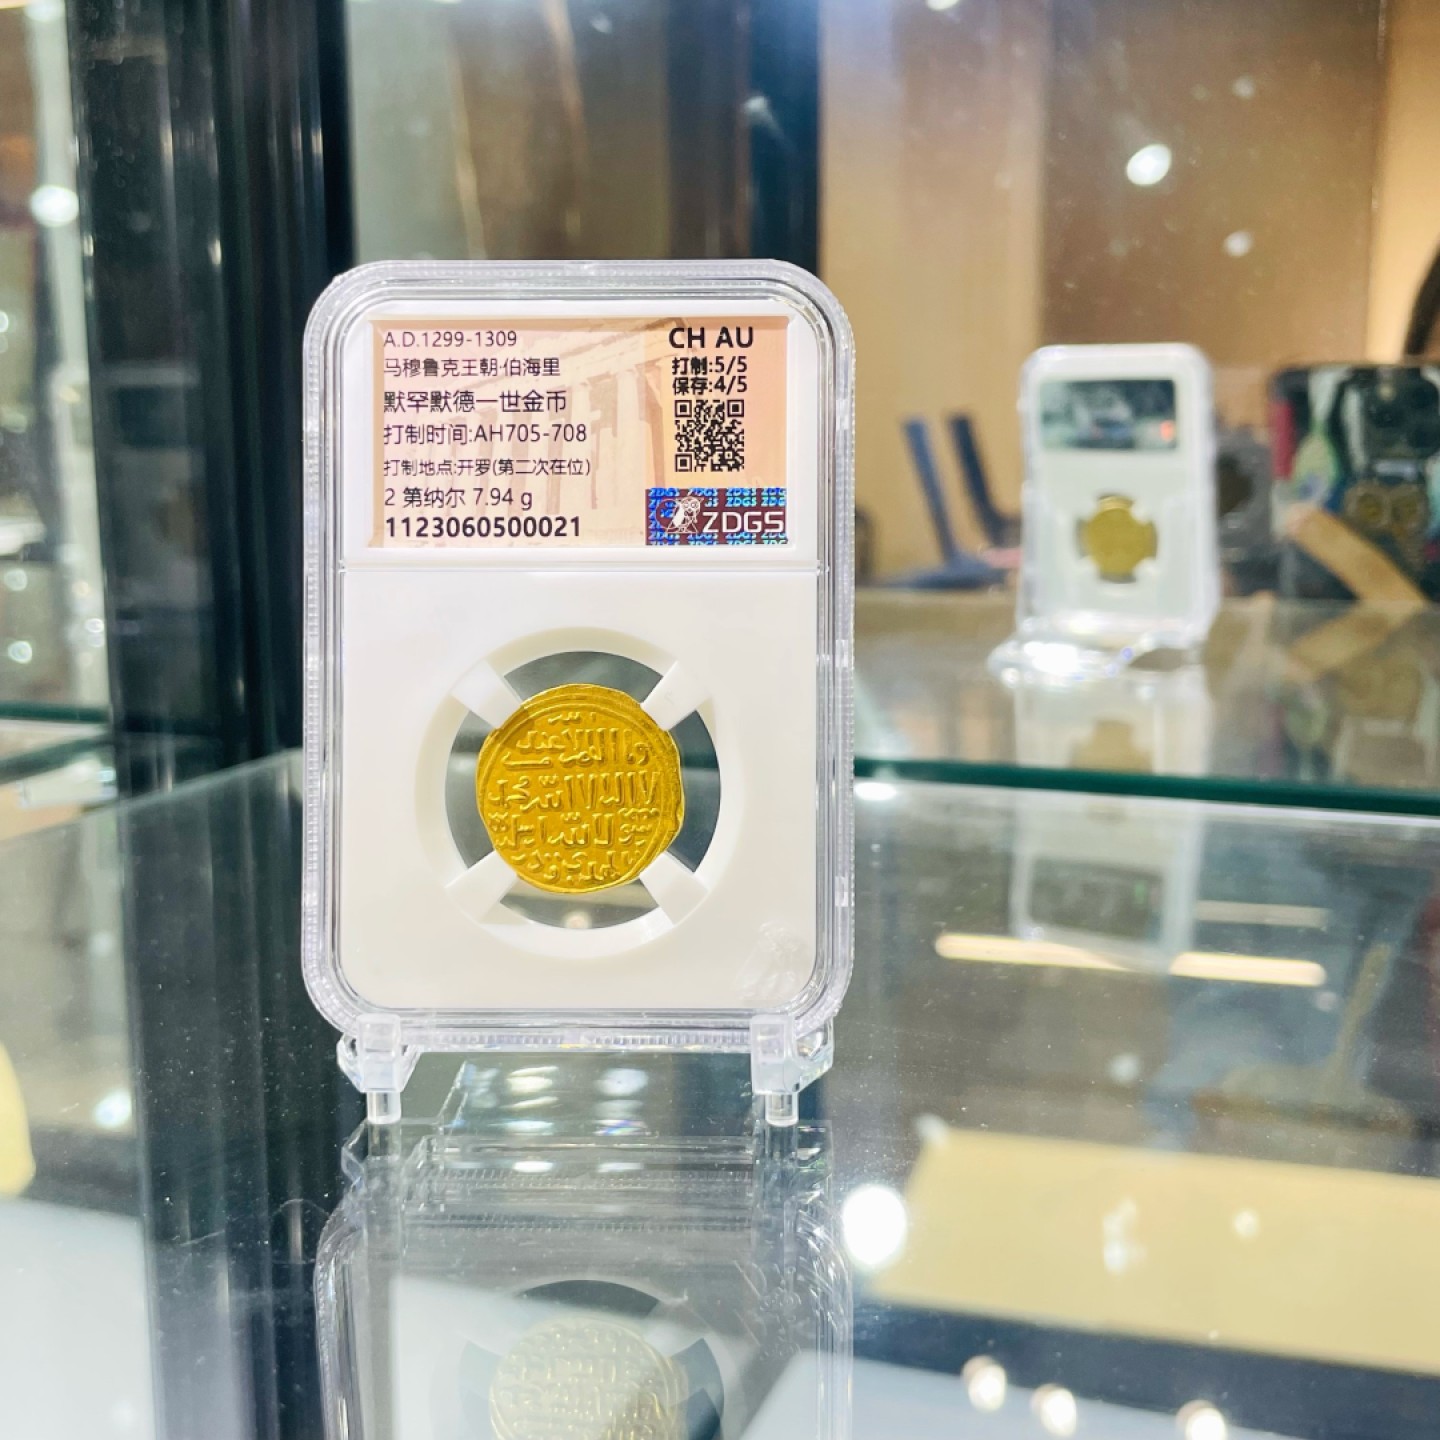 A.D.1299-1309
马穆鲁克王朝·伯海里
默罕默德一世金币
打制时间:AH705-708
打制地点:开罗(第二次在位)
2 第纳尔 7.94 g
1123060500021
CH AU
打制:5/5
保存:4/5
ZDGS